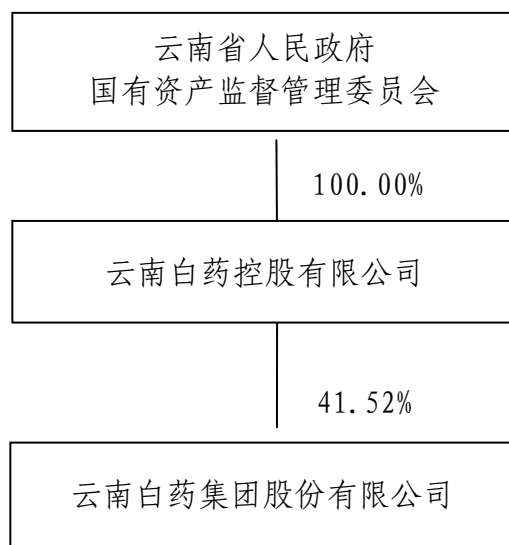 云南省人民政府
国有资产监督管理委员会
100.00%
云南白药控股有限公司
41.52%
云南白药集团股份有限公司